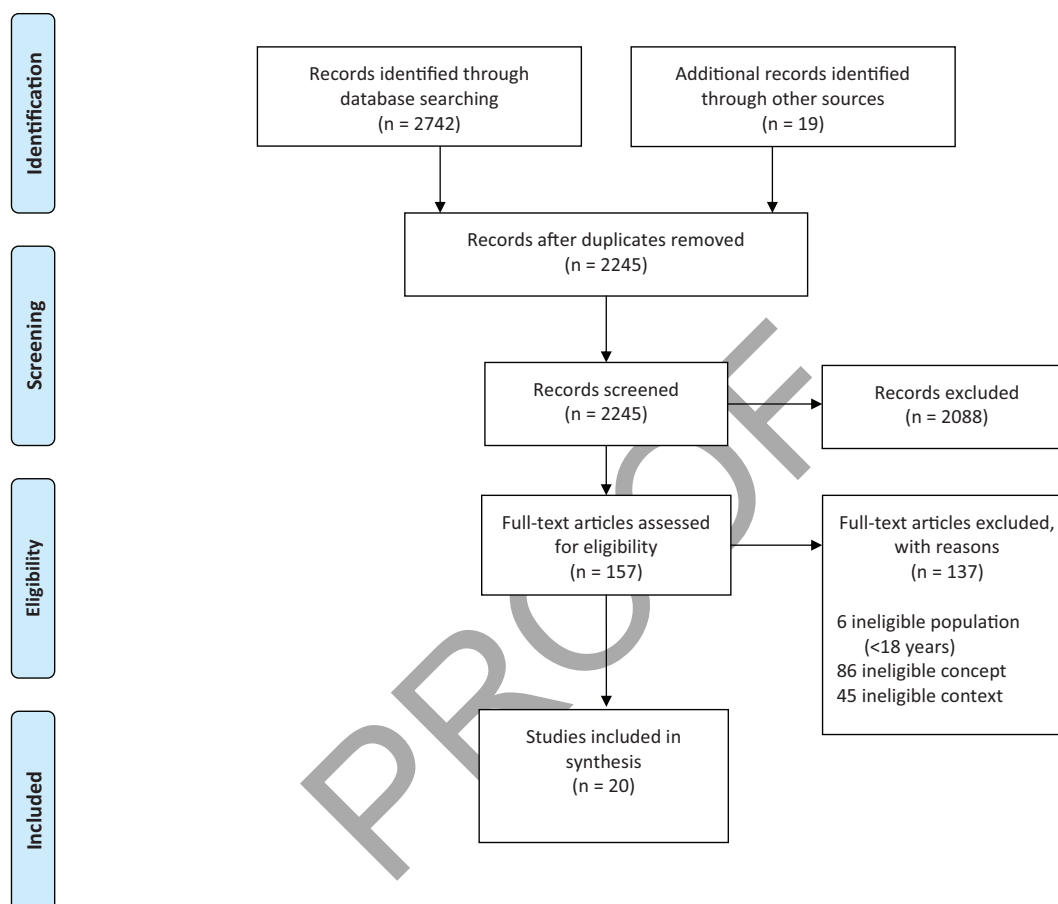 Identification
Records identified through
database searching
(n = 2742)
Additional records identified
through other sources
(n = 19)
Records after duplicates removed
(n = 2245)
Screening
Records screened
(n = 2245)
Records excluded
(n = 2088)
Eligibility
Full-text articles assessed
for eligibility
(n = 157)
Full-text articles excluded,
with reasons
(n = 137)
6 ineligible population
(<18 years)
86 ineligible concept
45 ineligible context
Included
Studies included in
synthesis
(n = 20)
PROOF